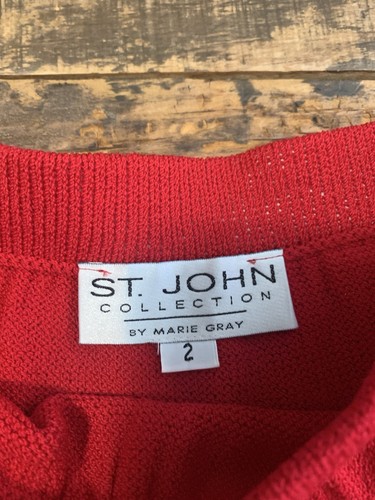 ST. JOHN
COLLECTION
BY MARIE GRAY
2